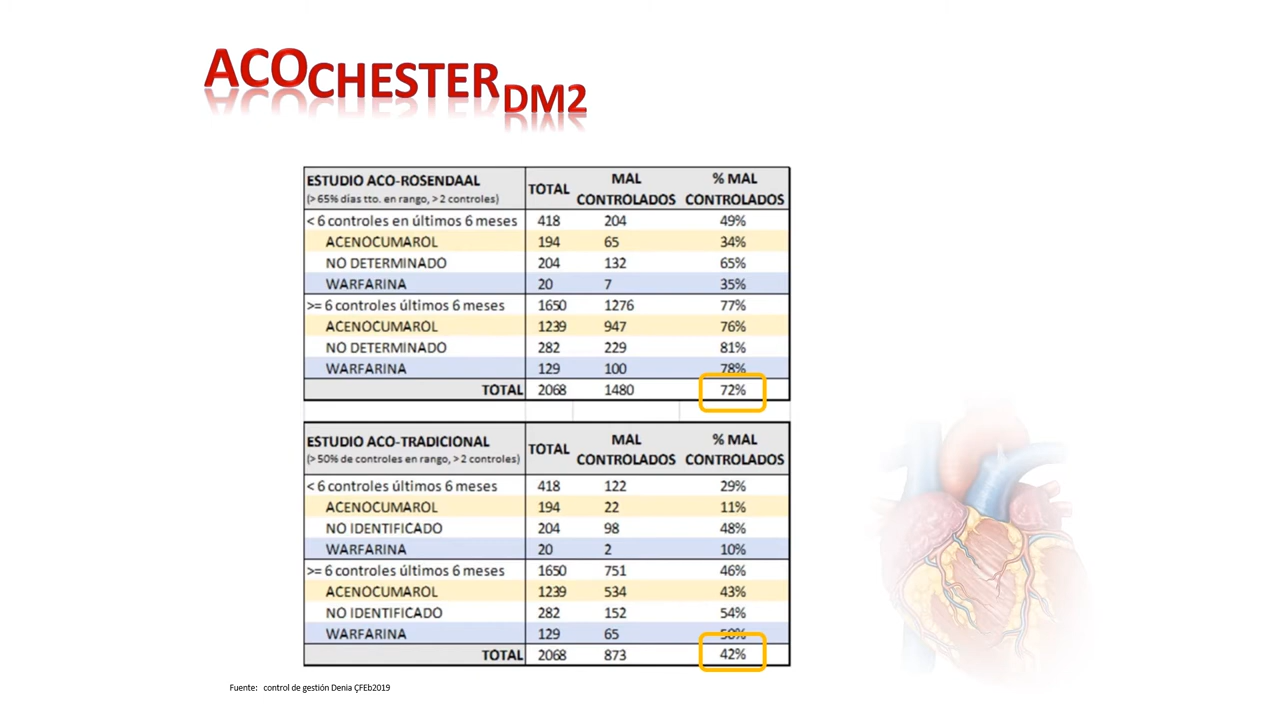 ACOCHESTERDM2
ESTUDIO ACO-ROSENDAAL (> 65% días tto. en rango, > 2 controles) TOTAL MAL CONTROLADOS % MAL CONTROLADOS
< 6 controles en últimos 6 meses 418 204 49%
ACENOCUMAROL 194 65 34%
NO DETERMINADO 204 132 65%
WARFARINA 20 7 35%
>= 6 controles últimos 6 meses 1650 1276 77%
ACENOCUMAROL 1239 947 76%
NO DETERMINADO 282 229 81%
WARFARINA 129 100 78%
TOTAL 2068 1480 72%
ESTUDIO ACO-TRADICIONAL (> 50% de controles en rango, > 2 controles) TOTAL MAL CONTROLADOS % MAL CONTROLADOS
< 6 controles últimos 6 meses 418 122 29%
ACENOCUMAROL 194 22 11%
NO IDENTIFICADO 204 98 48%
WARFARINA 20 2 10%
>= 6 controles últimos 6 meses 1650 751 46%
ACENOCUMAROL 1239 534 43%
NO IDENTIFICADO 282 152 54%
WARFARINA 129 65 50%
TOTAL 2068 873 42%
Fuente: control de gestión Denia ÇFEb2019